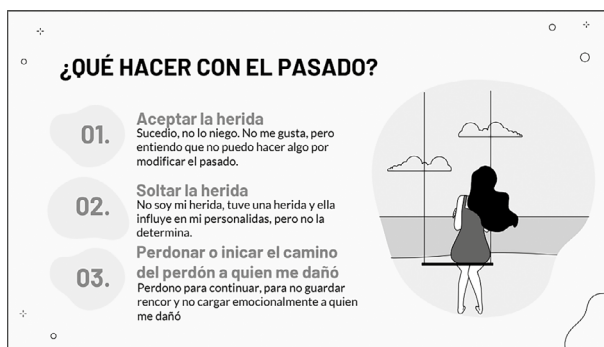 ¿QUÉ HACER CON EL PASADO?
01.
Aceptar la herida
Sucedio, no lo niego. No me gusta, pero
entiendo que no puedo hacer algo por
modificar el pasado.
02.
Soltar la herida
No soy mi herida, tuve una herida y ella
influye en mi personalidas, pero no la
determina.
03.
Perdonar o inicar el camino
del perdón a quien me dañó
Perdono para continuar, para no guardar
rencor y no cargar emocionalmente a quien
me dañó